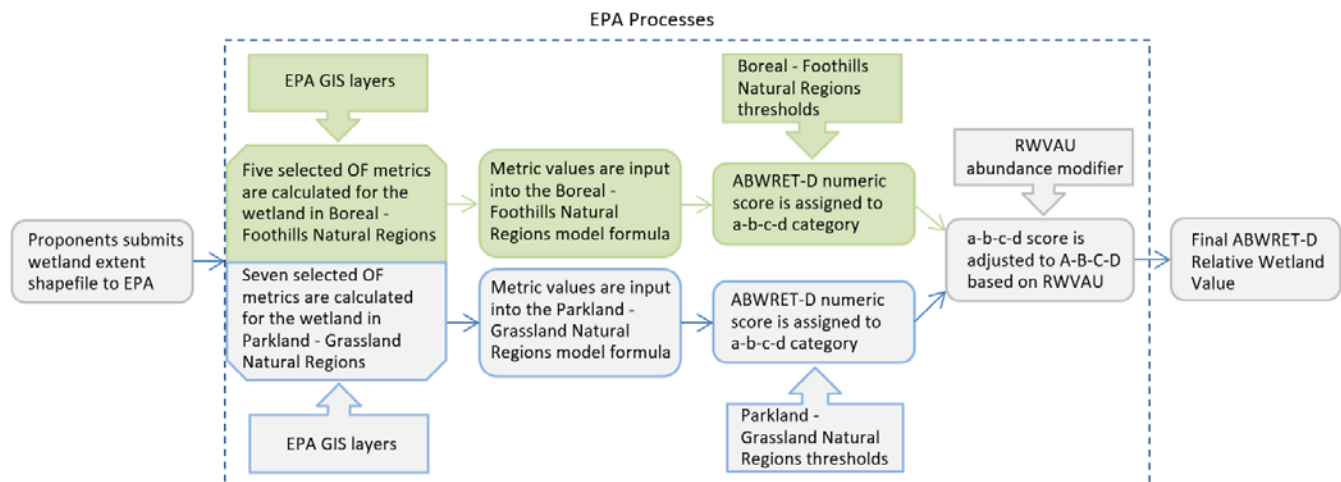 EPA Processes
EPA GIS layers
Boreal - Foothills
Natural Regions
thresholds
RWVAU
abundance modifier
Five selected OF metrics
are calculated for the
wetland in Boreal -
Foothills Natural Regions
Metric values are input
into the Boreal -
Foothills Natural
Regions model formula
ABWRET-D numeric
score is assigned to
a-b-c-d category
Proponents submits
wetland extent
shapefile to EPA
a-b-c-d score is
adjusted to A-B-C-D
based on RWVAU
Final ABWRET-D
Relative Wetland
Value
Seven selected OF
metrics are calculated
for the wetland in
Parkland - Grassland
Natural Regions
Metric values are input
into the Parkland -
Grassland Natural
Regions model formula
ABWRET-D numeric
score is assigned to
a-b-c-d category
EPA GIS layers
Parkland -
Grassland Natural
Regions thresholds